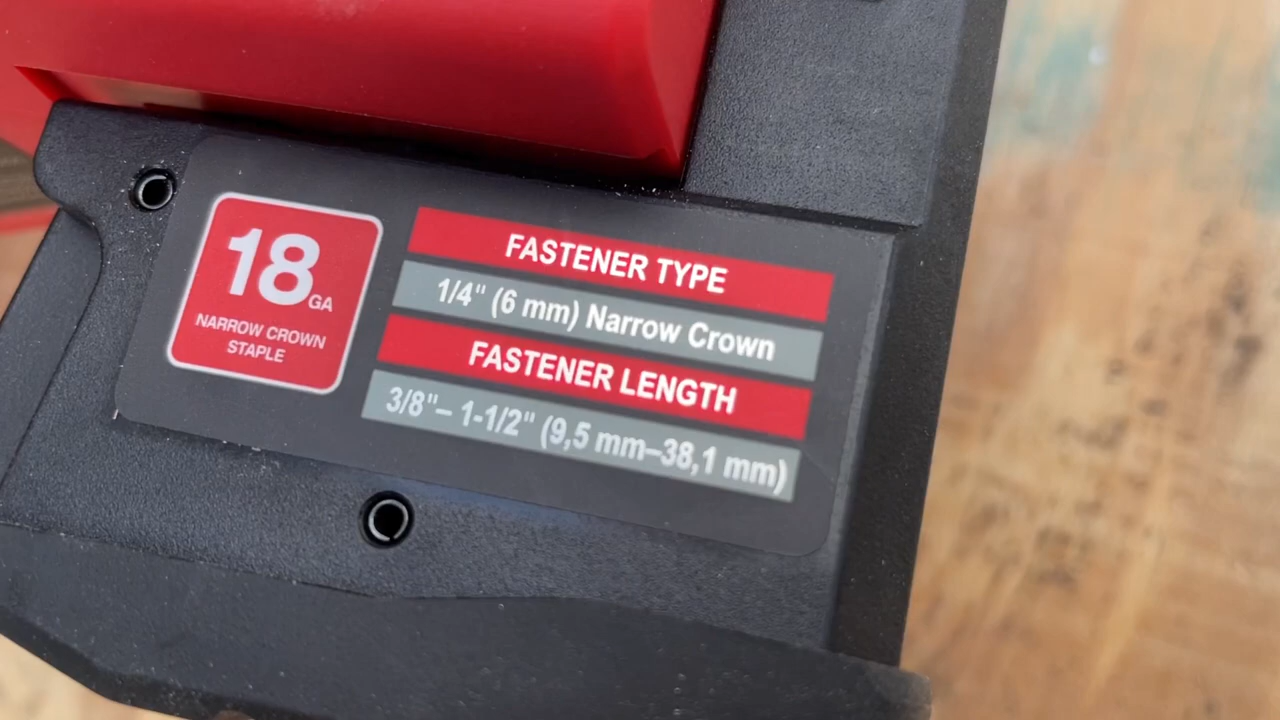 18 GA
NARROW CROWN
STAPLE
FASTENER TYPE
1/4" (6 mm) Narrow Crown
FASTENER LENGTH
3/8"– 1-1/2" (9,5 mm–38,1 mm)